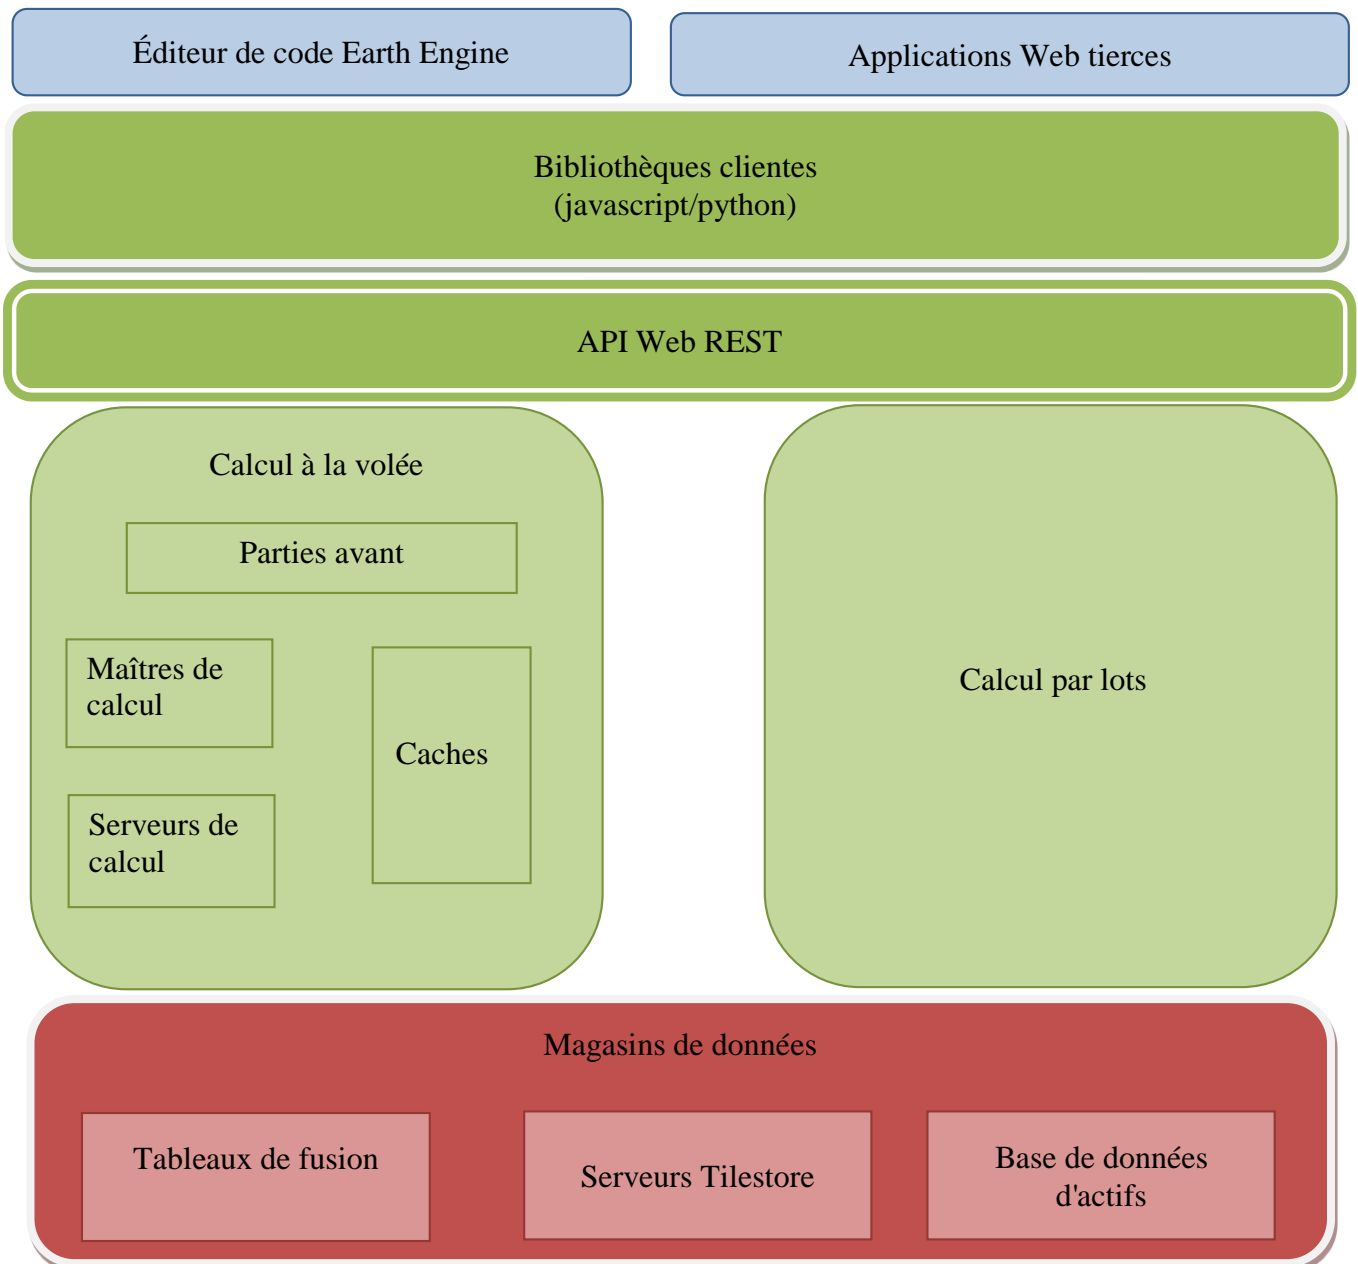 Éditeur de code Earth Engine
Applications Web tierces
Bibliothèques clientes
(javascript/python)
API Web REST
Calcul à la volée
Parties avant
Maîtres de
calcul
Caches
Serveurs de
calcul
Calcul par lots
Magasins de données
Tableaux de fusion
Serveurs Tilestore
Base de données
d'actifs